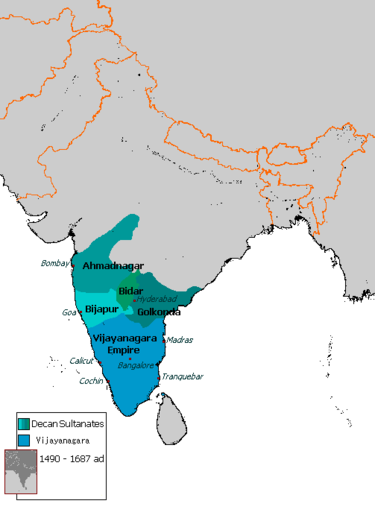 Bombay
Ahmadnagar
Bidar
Hyderabad
Goa
Bijapur
Golkonda
Vijayanagara
Empire
Madras
Calicut
Bangalore
Cochin
Tranquebar
Decan Sultanates
Vijayanagara
1490 - 1687 ad